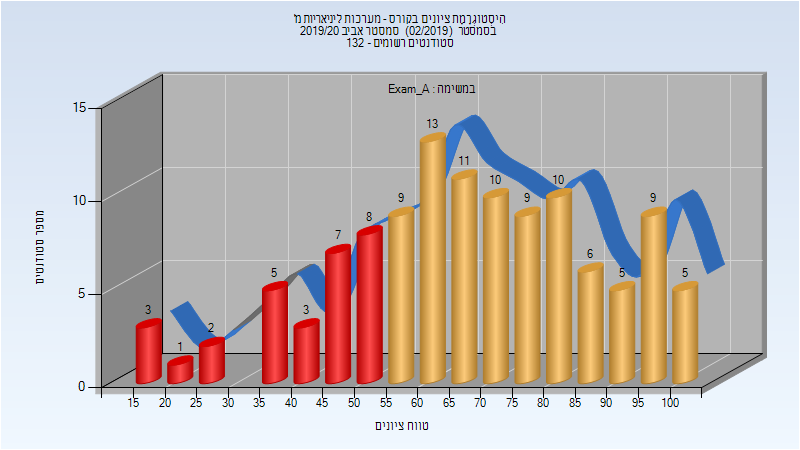 הִיסְטוֹגְרָמַת ציונים בקורס - מערכות ליניאריות מ'
בסמסטר (02/2019) סמסטר אביב 2019/20
סטודנטים רשומים - 132
במשימה : Exam_A
מספר סטודנטים
15
10
5
0
3 1 2 5 3 7 8 9 13 11 10 9 10 6 5 9 5
15 20 25 30 35 40 45 50 55 60 65 70 75 80 85 90 95 100
טווח ציונים